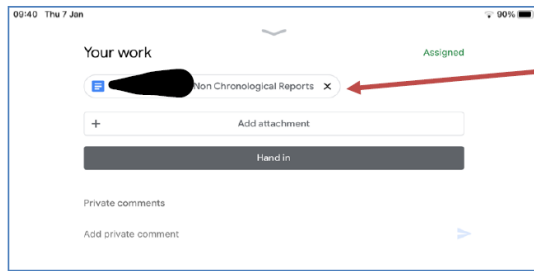 09:40 Thu 7 Jan 90%
Your work Assigned
Non Chronological Reports ×
+ Add attachment
Hand in
Private comments
Add private comment